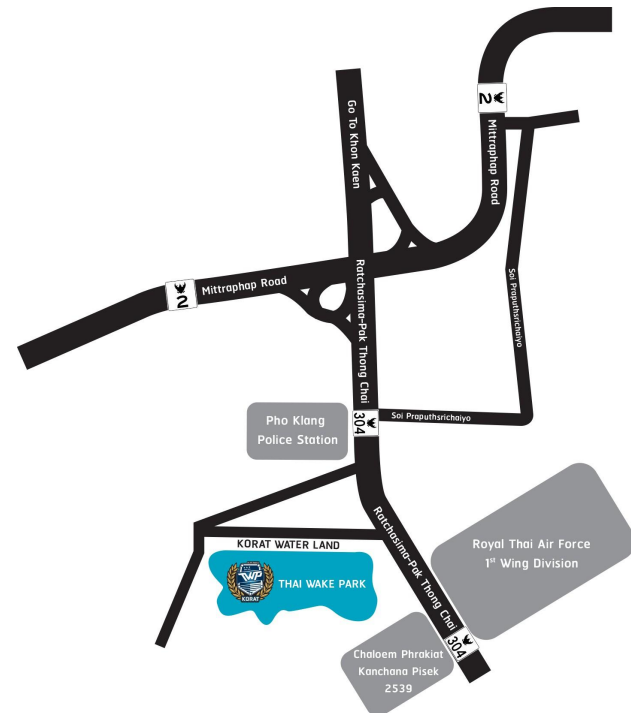 2
Mittraphap Road
Go To Khon Kaen
Soi Praputhsrichaiyo
Ratchasima-Pak Thong Chai
Mittraphap Road
2
304
Soi Praputhsrichaiyo
Pho Klang
Police Station
Ratchasima-Pak Thong Chai
Royal Thai Air Force
1st Wing Division
KORAT WATER LAND
TWP
KORAT
THAI WAKE PARK
304
Chaloem Phrakiat
Kanchana Pisek
2539